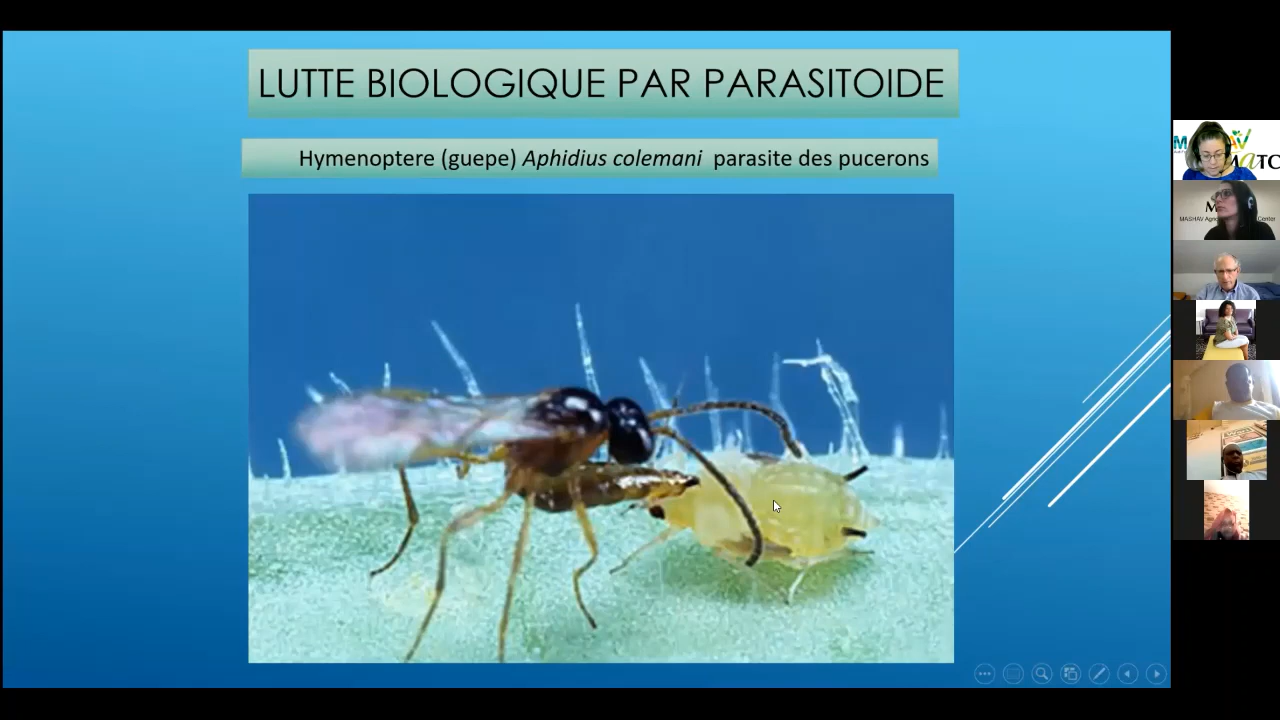 LUTTE BIOLOGIQUE PAR PARASITOIDE
Hymenoptere (guepe) Aphidius colemani parasite des pucerons